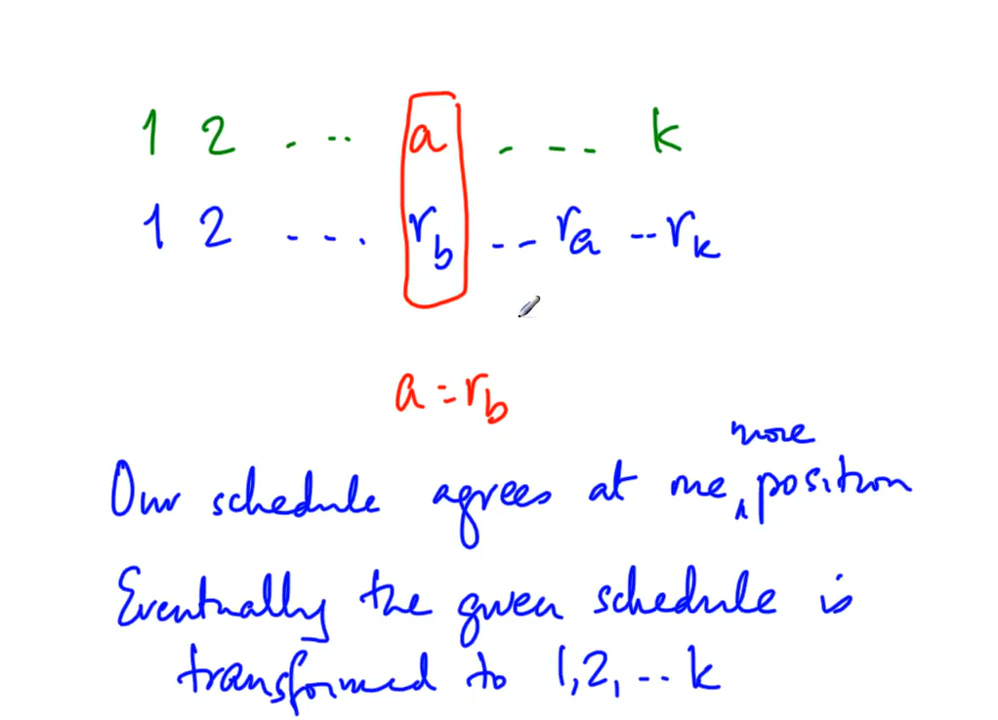 1 2 . .. a . -- k
1 2 -- . r_b -- r_a -- r_k
a = r_b
more
Our schedule agrees at one ∧ position
Eventually the given schedule is
transformed to 1,2, -.. k